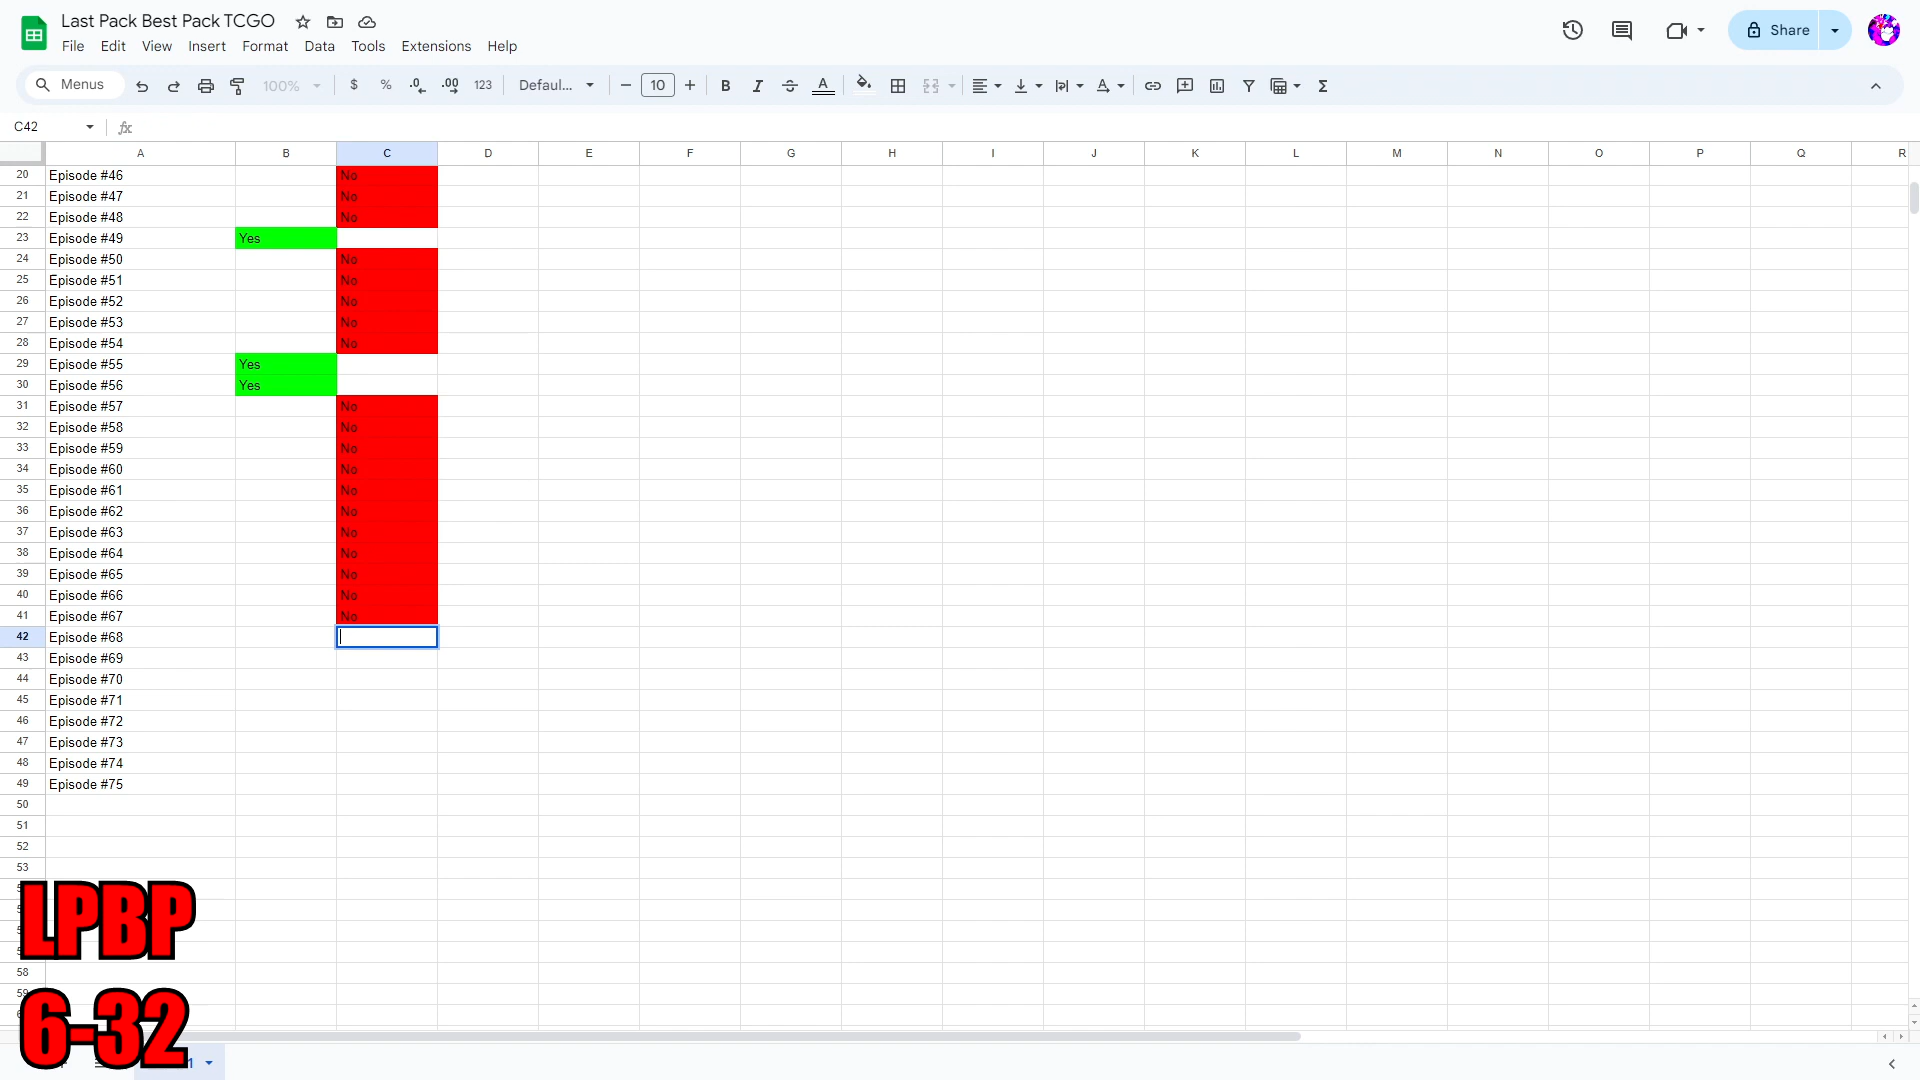 Last Pack Best Pack TCGO
File Edit View Insert Format Data Tools Extensions Help
Share
Menus 100% $ % .0 .00 123 Defaul... 10 B I A
C42 fx
A B C D E F G H I J K L M N O P Q R
20 Episode #46 No
21 Episode #47 No
22 Episode #48 No
23 Episode #49 Yes
24 Episode #50 No
25 Episode #51 No
26 Episode #52 No
27 Episode #53 No
28 Episode #54 No
29 Episode #55 Yes
30 Episode #56 Yes
31 Episode #57 No
32 Episode #58 No
33 Episode #59 No
34 Episode #60 No
35 Episode #61 No
36 Episode #62 No
37 Episode #63 No
38 Episode #64 No
39 Episode #65 No
40 Episode #66 No
41 Episode #67 No
42 Episode #68
43 Episode #69
44 Episode #70
45 Episode #71
46 Episode #72
47 Episode #73
48 Episode #74
49 Episode #75
50
51
52
53
LPBP
58
59
6-32
1